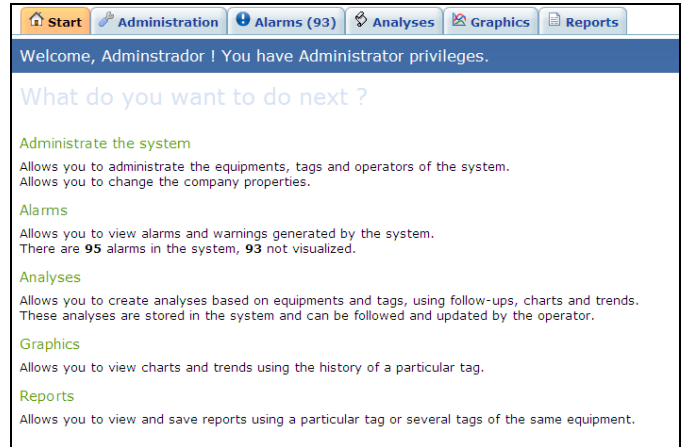 Start Administration Alarms (93) Analyses Graphics Reports
Welcome, Adminstrador ! You have Administrator privileges.
What do you want to do next ?
Administrate the system
Allows you to administrate the equipments, tags and operators of the system.
Allows you to change the company properties.
Alarms
Allows you to view alarms and warnings generated by the system.
There are 95 alarms in the system, 93 not visualized.
Analyses
Allows you to create analyses based on equipments and tags, using follow-ups, charts and trends.
These analyses are stored in the system and can be followed and updated by the operator.
Graphics
Allows you to view charts and trends using the history of a particular tag.
Reports
Allows you to view and save reports using a particular tag or several tags of the same equipment.